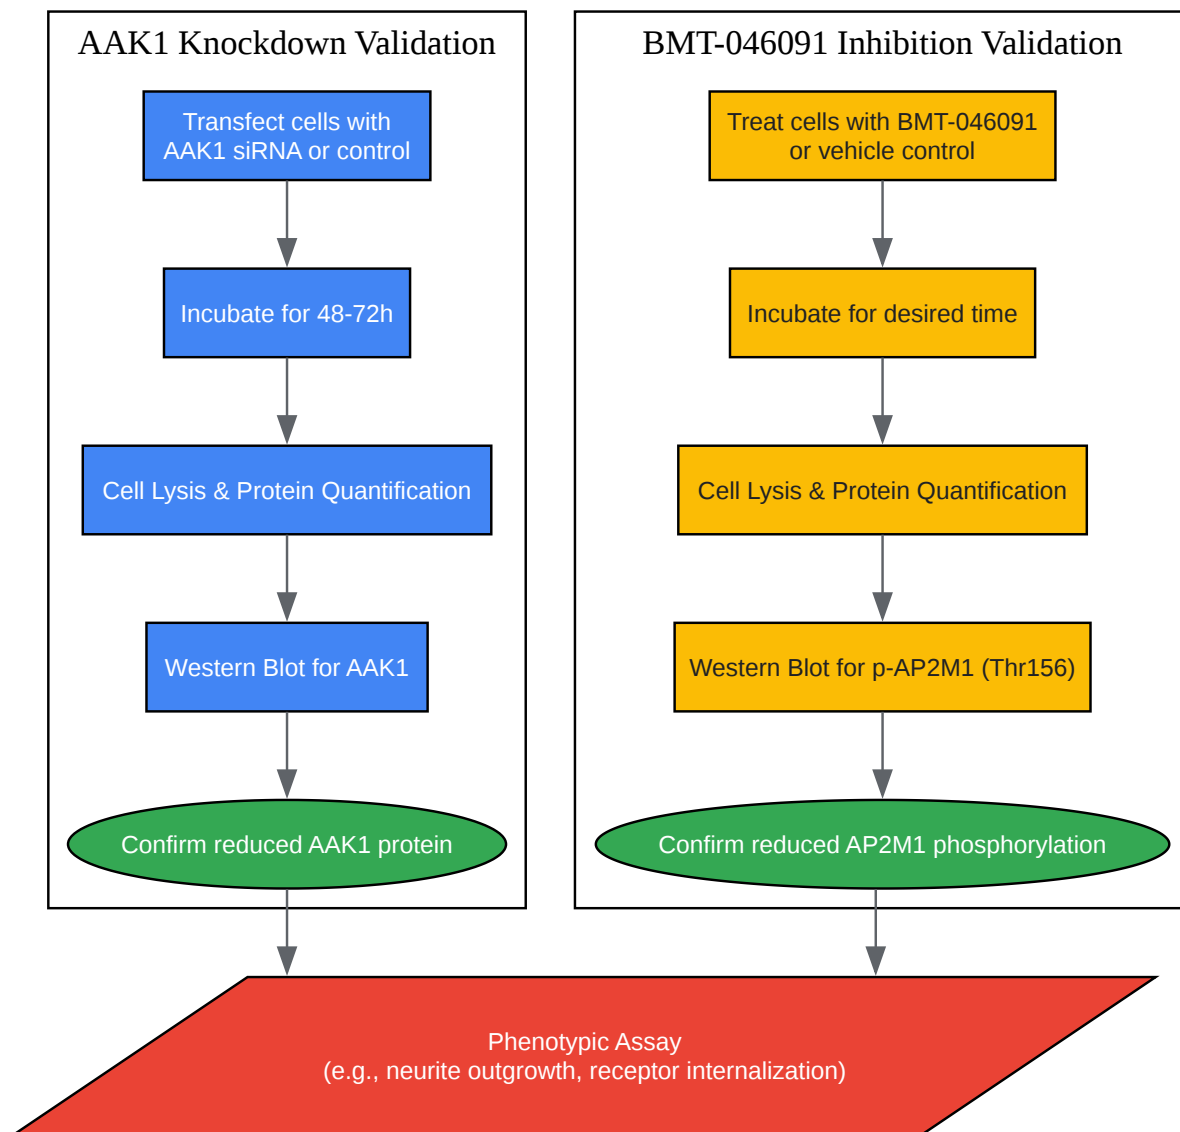 AAK1 Knockdown Validation
Transfect cells with
AAK1 siRNA or control
Incubate for 48-72h
Cell Lysis & Protein Quantification
Western Blot for AAK1
Confirm reduced AAK1 protein
BMT-046091 Inhibition Validation
Treat cells with BMT-046091
or vehicle control
Incubate for desired time
Cell Lysis & Protein Quantification
Western Blot for p-AP2M1 (Thr156)
Confirm reduced AP2M1 phosphorylation
Phenotypic Assay
(e.g., neurite outgrowth, receptor internalization)